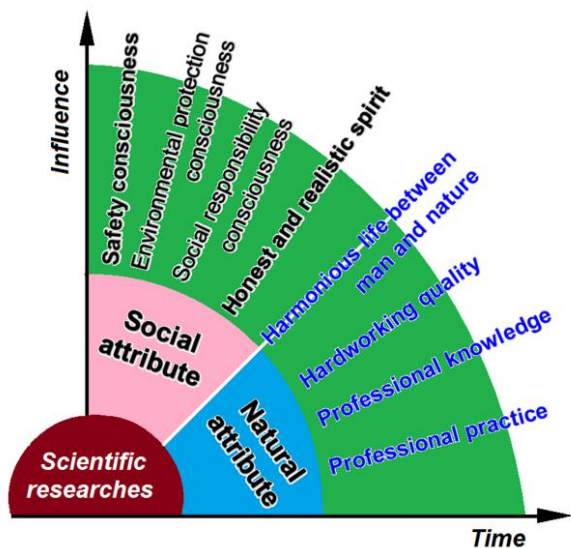 Influence
Safety consciousness
Environmental protection
consciousness
Social responsibility
consciousness
Honest and realistic spirit
Harmonious life between
man and nature
Hardworking quality
Professional knowledge
Professional practice
Social
attribute
Natural
attribute
Scientific
researches
Time